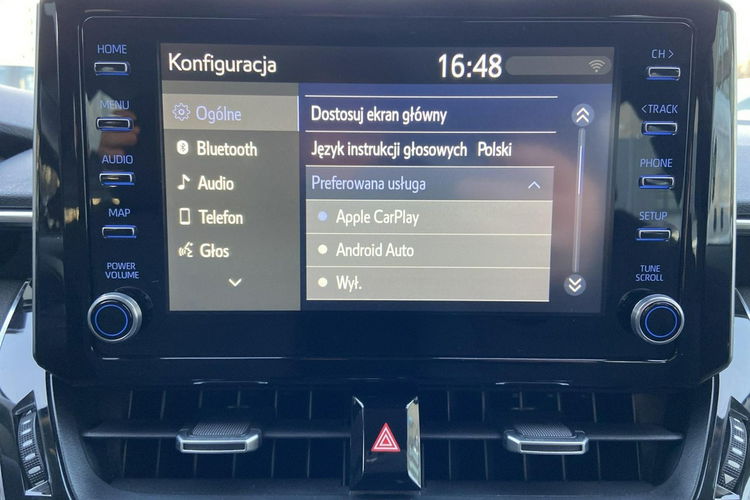 HOME
MENU
AUDIO
MAP
POWER
VOLUME
Konfiguracja
16:48
Ogólne
Bluetooth
Audio
Telefon
Głos
Dostosuj ekran główny
Język instrukcji głosowych Polski
Preferowana usługa
Apple CarPlay
Android Auto
Wył.
CH >
< TRACK
PHONE
SETUP
TUNE
SCROLL